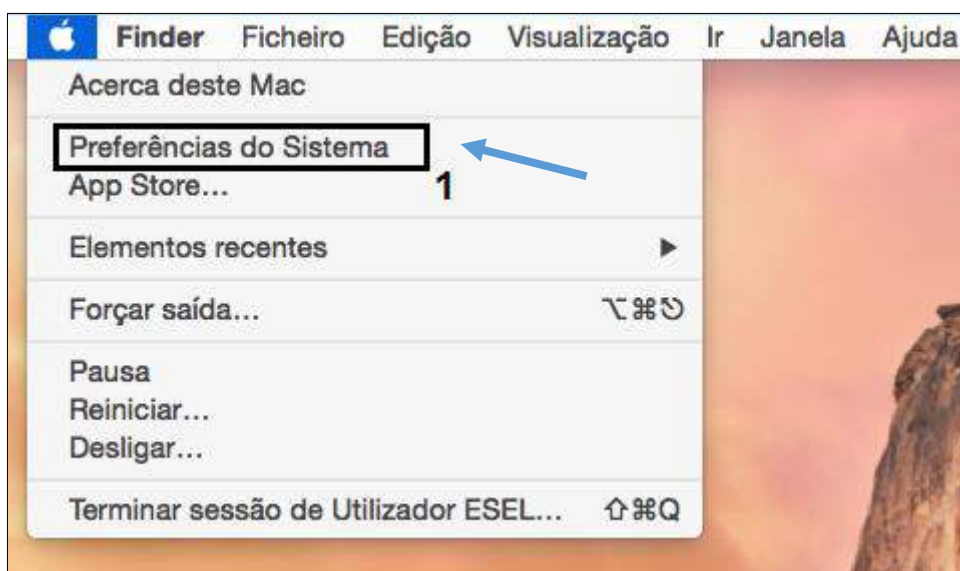 Finder Ficheiro Edição Visualização Ir Janela Ajuda
Acerca deste Mac
Preferências do Sistema
1
App Store...
Elementos recentes
Forçar saída... ⌥⌘⎋
Pausa
Reiniciar...
Desligar...
Terminar sessão de Utilizador ESEL... ⇧⌘Q